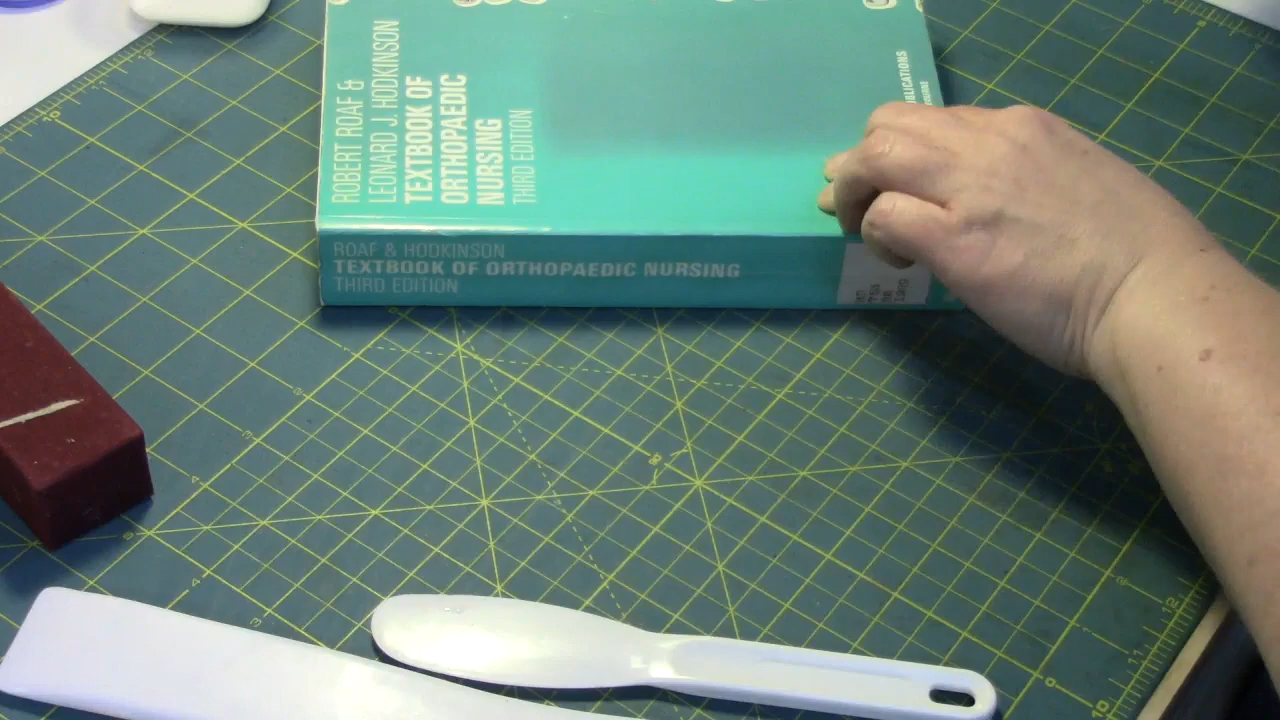 ROBERT ROAF &
LEONARD J. HODKINSON
TEXTBOOK OF
ORTHOPAEDIC
NURSING
THIRD EDITION
ROAF & HODKINSON
TEXTBOOK OF ORTHOPAEDIC NURSING
THIRD EDITION